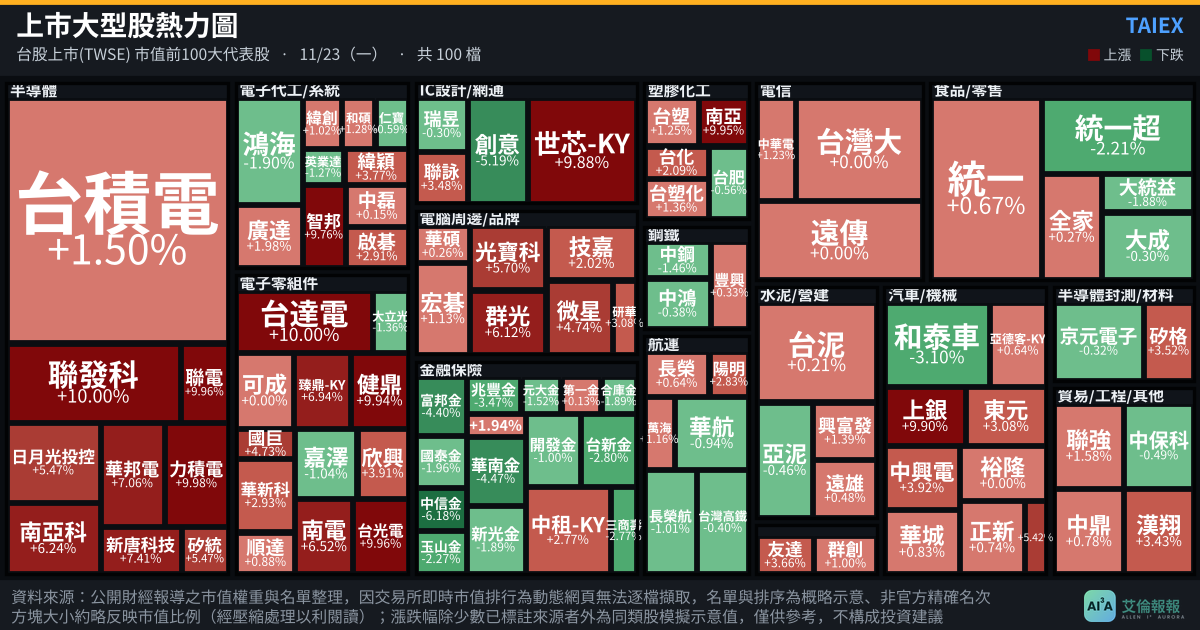 上市大型股熱力圖
TAIEX
台股上市(TWSE) 市值前100大代表股 · 11/23（一） · 共 100 檔
上漲 下跌
半導體
台積電
+1.50%
聯發科
+10.00%
聯電
+9.96%
日月光投控
+5.47%
華邦電
+7.06%
力積電
+9.98%
南亞科
+6.24%
新唐科技
+7.41%
矽統
+5.47%
電子代工/系統
鴻海
-1.90%
緯創
+1.02%
和碩
+1.28%
仁寶
0.59%
英業達
-1.27%
緯穎
+3.77%
廣達
+1.98%
智邦
+9.76%
中磊
+0.15%
啟碁
+2.91%
電子零組件
台達電
+10.00%
大立光
-1.36%
可成
+0.00%
臻鼎-KY
+6.94%
健鼎
+9.94%
國巨
+4.73%
嘉澤
-1.04%
欣興
+3.91%
華新科
+2.93%
南電
+6.52%
台光電
+9.96%
順達
+0.88%
IC設計/網通
瑞昱
-0.30%
創意
-5.19%
世芯-KY
+9.88%
聯詠
+3.48%
電腦周邊/品牌
華碩
+0.26%
光寶科
+5.70%
技嘉
+2.02%
宏碁
+1.13%
群光
+6.12%
微星
+4.74%
研華
+3.08%
金融保險
富邦金
-4.40%
兆豐金
-3.47%
元大金
-1.52%
第一金
+0.13%
合庫金
-1.89%
+1.94%
國泰金
-1.96%
華南金
-4.47%
開發金
-1.00%
台新金
-2.80%
中信金
-6.18%
新光金
-1.89%
中租-KY
+2.77%
三商壽
-2.77%
玉山金
-2.27%
塑膠化工
台塑
+1.25%
南亞
+9.95%
台化
+2.09%
台肥
-0.56%
台塑化
+1.36%
鋼鐵
中鋼
-1.46%
豐興
+0.33%
中鴻
-0.38%
航運
長榮
+0.64%
陽明
+2.83%
萬海
1.16%
華航
-0.94%
長榮航
-1.01%
台灣高鐵
-0.40%
電信
中華電
+1.23%
台灣大
+0.00%
遠傳
+0.00%
水泥/營建
台泥
+0.21%
亞泥
-0.46%
興富發
+1.39%
遠雄
+0.48%
友達
+3.66%
群創
+1.00%
食品/零售
統一
+0.67%
統一超
-2.21%
全家
+0.27%
大統益
-1.88%
大成
-0.30%
汽車/機械
和泰車
-3.10%
亞德客-KY
+0.64%
上銀
+9.90%
東元
+3.08%
中興電
+3.92%
裕隆
+0.00%
華城
+0.83%
正新
+0.74%
+5.42%
半導體封測/材料
京元電子
-0.32%
矽格
+3.52%
貿易/工程/其他
聯強
+1.58%
中保科
-0.49%
中鼎
+0.78%
漢翔
+3.43%
資料來源：公開財經報導之市值權重與名單整理，因交易所即時市值排行為動態網頁無法逐檔擷取，名單與排序為概略示意、非官方精確名次
方塊大小約略反映市值比例（經壓縮處理以利閱讀）；漲跌幅除少數已標註來源者外為同類股模擬示意值，僅供參考，不構成投資建議
AI³A
艾倫報報
ALLEN I³ AURORA